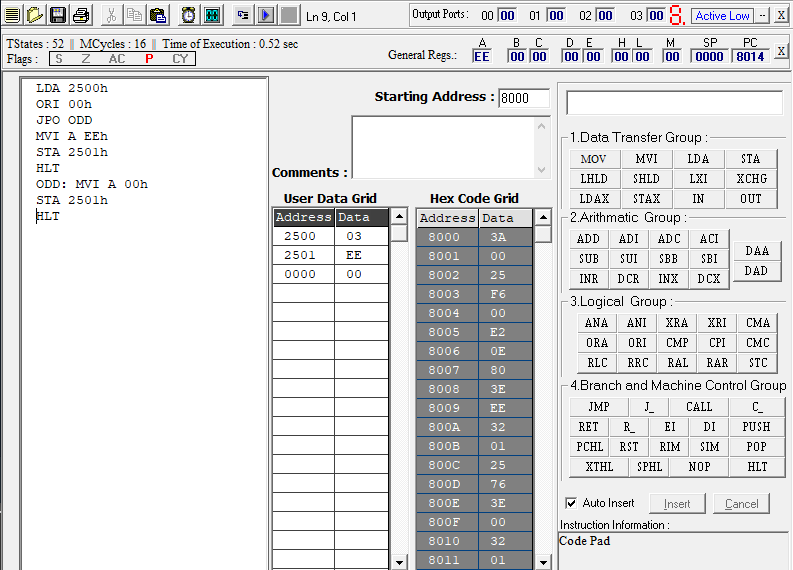 Ln 9, Col 1
Output Ports : 00 00 01 00 02 00 03 00 8. Active Low -- X
TStates : 52 MCycles : 16 Time of Execution : 0.52 sec
Flags : S Z AC P CY
General Regs.:
A B C D E H L M SP PC
EE 00 00 00 00 00 00 00 0000 8014 X
LDA 2500h
ORI 00h
JPO ODD
MVI A EEh
STA 2501h
HLT
ODD: MVI A 00h
STA 2501h
HLT
Starting Address : 8000
Comments :
User Data Grid
Address Data
2500 03
2501 EE
0000 00
Hex Code Grid
Address Data
8000 3A
8001 00
8002 25
8003 F6
8004 00
8005 E2
8006 0E
8007 80
8008 3E
8009 EE
800A 32
800B 01
800C 25
800D 76
800E 3E
800F 00
8010 32
8011 01
1.Data Transfer Group :
MOV MVI LDA STA
LHLD SHLD LXI XCHG
LDAX STAX IN OUT
2.Arithmatic Group :
ADD ADI ADC ACI
SUB SUI SBB SBI
INR DCR INX DCX
DAA
DAD
3.Logical Group :
ANA ANI XRA XRI CMA
ORA ORI CMP CPI CMC
RLC RRC RAL RAR STC
4.Branch and Machine Control Group
JMP J_ CALL C_
RET R_ EI DI PUSH
PCHL RST RIM SIM POP
XTHL SPHL NOP HLT
Auto Insert Insert Cancel
Instruction Information :
Code Pad